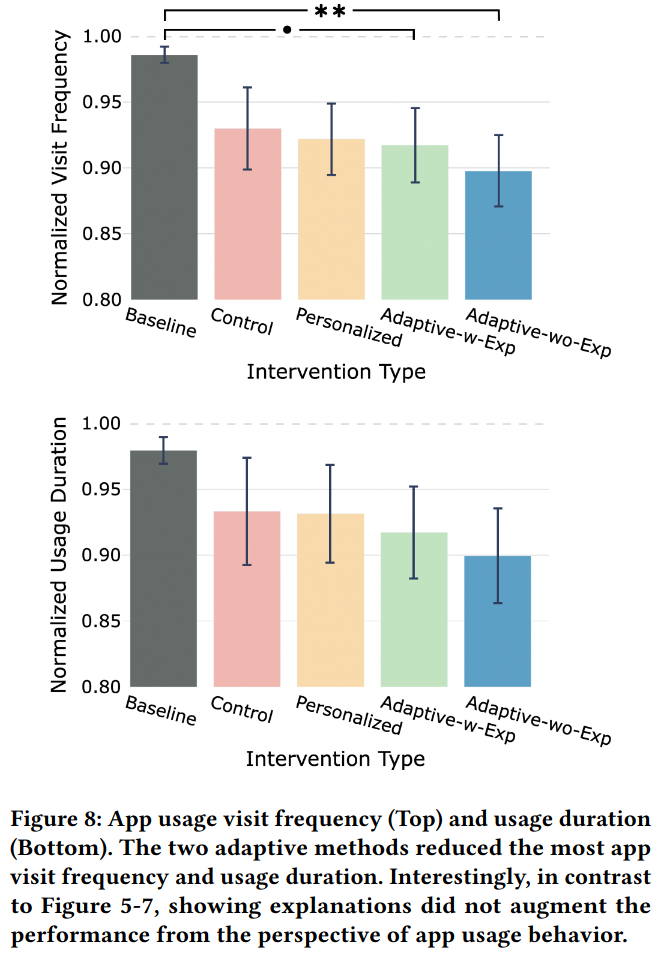 **
•
1.00
0.95
0.90
0.85
0.80
Normalized Visit Frequency
Baseline
Control
Personalized
Adaptive-w-Exp
Adaptive-wo-Exp
Intervention Type
1.00
0.95
0.90
0.85
0.80
Normalized Usage Duration
Baseline
Control
Personalized
Adaptive-w-Exp
Adaptive-wo-Exp
Intervention Type
Figure 8: App usage visit frequency (Top) and usage duration
(Bottom). The two adaptive methods reduced the most app
visit frequency and usage duration. Interestingly, in contrast
to Figure 5-7, showing explanations did not augment the
performance from the perspective of app usage behavior.